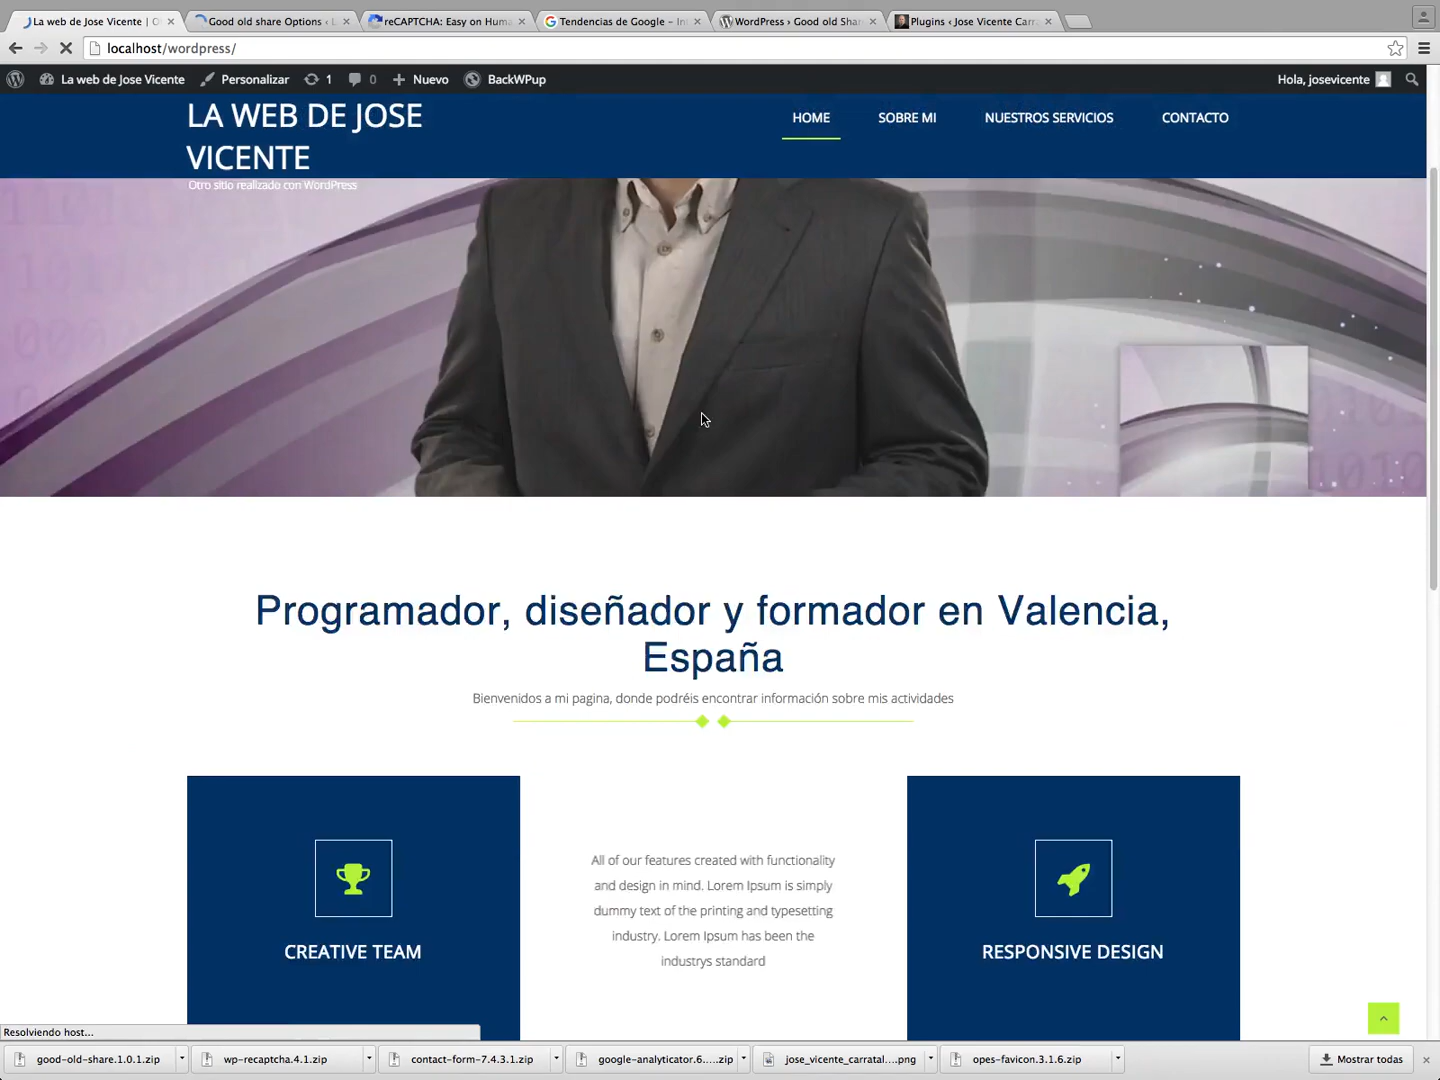 La web de Jose Vicente | O
Good old share Options ‹ L
reCAPTCHA: Easy on Huma
Tendencias de Google – In
WordPress › Good old Shar
Plugins ‹ Jose Vicente Carr
localhost/wordpress/
La web de Jose Vicente
Personalizar
1
0
Nuevo
BackWPup
Hola, josevicente
LA WEB DE JOSE
VICENTE
Otro sitio realizado con WordPress
HOME
SOBRE MI
NUESTROS SERVICIOS
CONTACTO
Programador, diseñador y formador en Valencia,
España
Bienvenidos a mi pagina, donde podréis encontrar información sobre mis actividades
CREATIVE TEAM
All of our features created with functionality
and design in mind. Lorem Ipsum is simply
dummy text of the printing and typesetting
industry. Lorem Ipsum has been the
industrys standard
RESPONSIVE DESIGN
Resolviendo host...
good-old-share.1.0.1.zip
wp-recaptcha.4.1.zip
contact-form-7.4.3.1.zip
google-analyticator.6....zip
jose_vicente_carratal....png
opes-favicon.3.1.6.zip
Mostrar todas